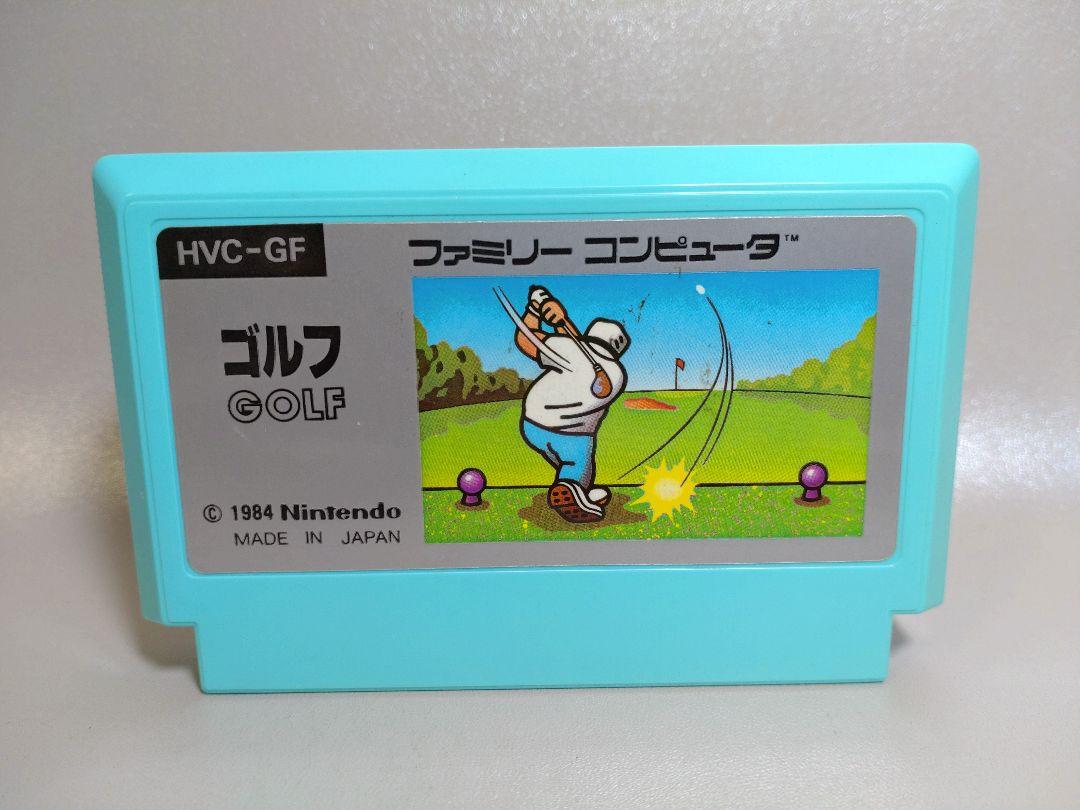 HVC-GF
ファミリー コンピュータ™
ゴルフ
GOLF
© 1984 Nintendo
MADE IN JAPAN